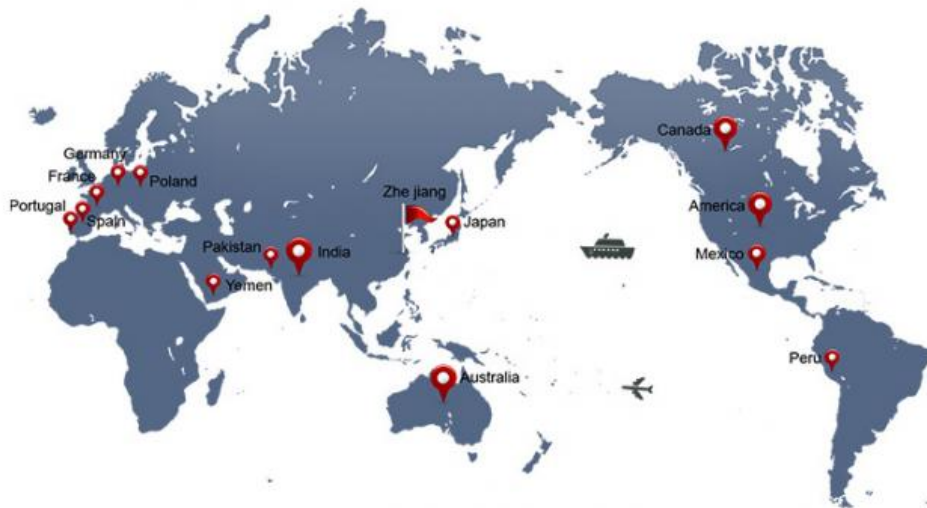 Canada
Germany
France
Poland
Zhe jiang
Portugal
Spain
America
Japan
Pakistan
India
Mexico
Yemen
Peru
Australia